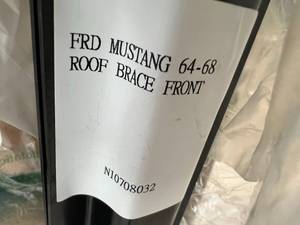 FRD MUSTANG 64-68
ROOF BRACE FRONT
N10708032